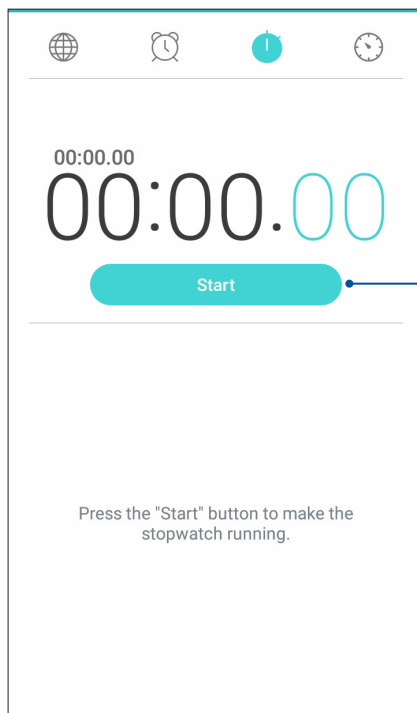 00:00.00
00:00.00
Start
Press the "Start" button to make the
stopwatch running.